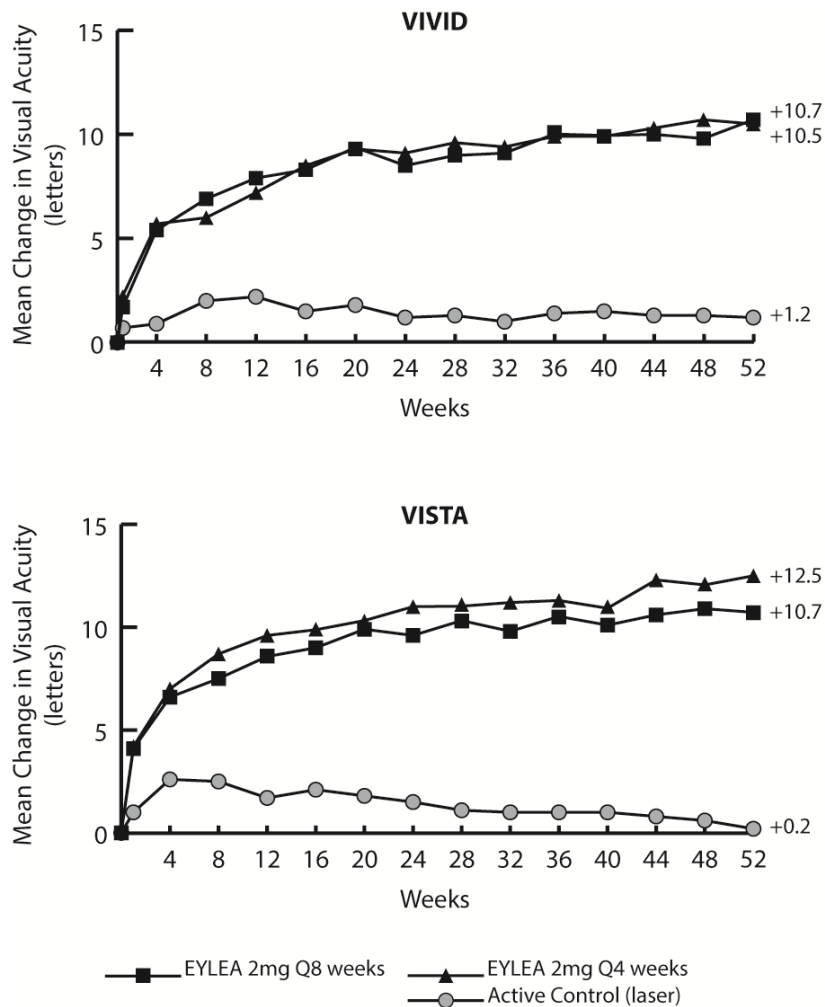 VIVID
Mean Change in Visual Acuity
(letters)
15
10
5
0
+10.7
+10.5
+1.2
4 8 12 16 20 24 28 32 36 40 44 48 52
Weeks
VISTA
Mean Change in Visual Acuity
(letters)
15
10
5
0
+12.5
+10.7
+0.2
4 8 12 16 20 24 28 32 36 40 44 48 52
Weeks
EYLEA 2mg Q8 weeks
EYLEA 2mg Q4 weeks
Active Control (laser)